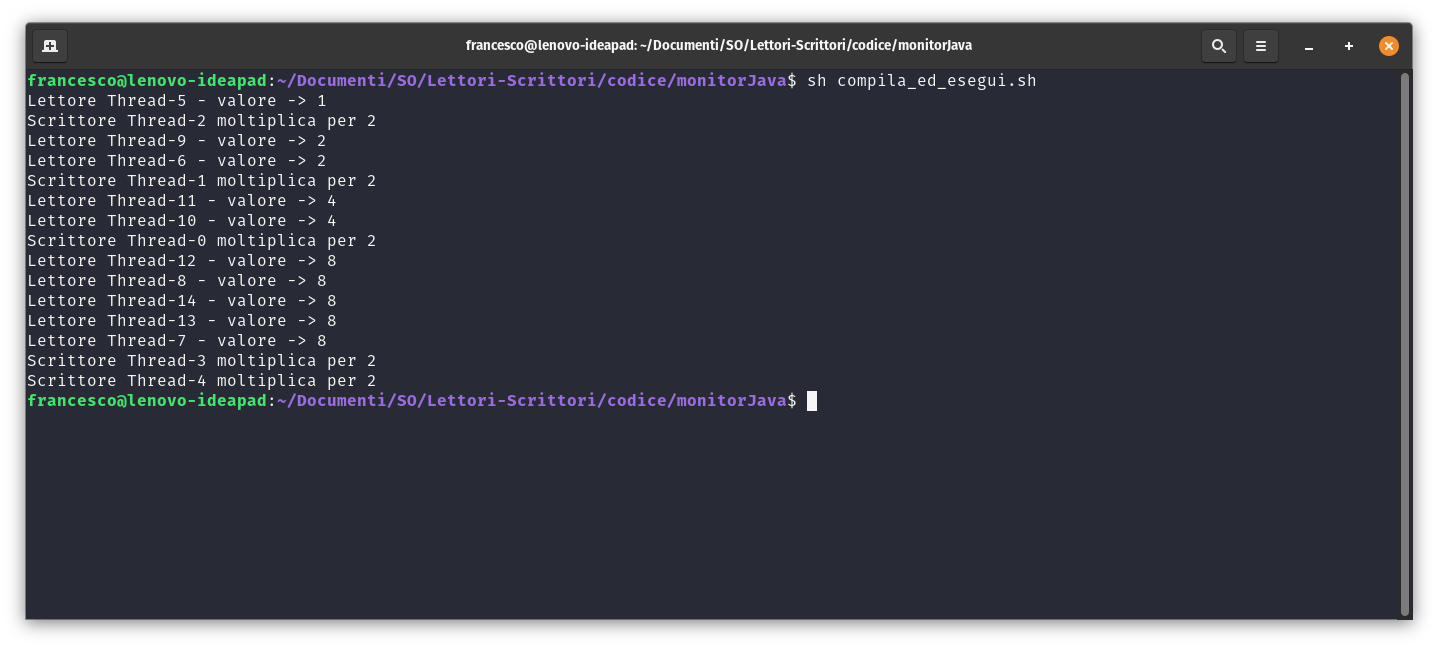 francesco@lenovo-ideapad: ~/Documenti/SO/Lettori-Scrittori/codice/monitorJava
francesco@lenovo-ideapad:~/Documenti/SO/Lettori-Scrittori/codice/monitorJava$ sh compila_ed_esegui.sh
Lettore Thread-5 - valore -> 1
Scrittore Thread-2 moltiplica per 2
Lettore Thread-9 - valore -> 2
Lettore Thread-6 - valore -> 2
Scrittore Thread-1 moltiplica per 2
Lettore Thread-11 - valore -> 4
Lettore Thread-10 - valore -> 4
Scrittore Thread-0 moltiplica per 2
Lettore Thread-12 - valore -> 8
Lettore Thread-8 - valore -> 8
Lettore Thread-14 - valore -> 8
Lettore Thread-13 - valore -> 8
Lettore Thread-7 - valore -> 8
Scrittore Thread-3 moltiplica per 2
Scrittore Thread-4 moltiplica per 2
francesco@lenovo-ideapad:~/Documenti/SO/Lettori-Scrittori/codice/monitorJava$